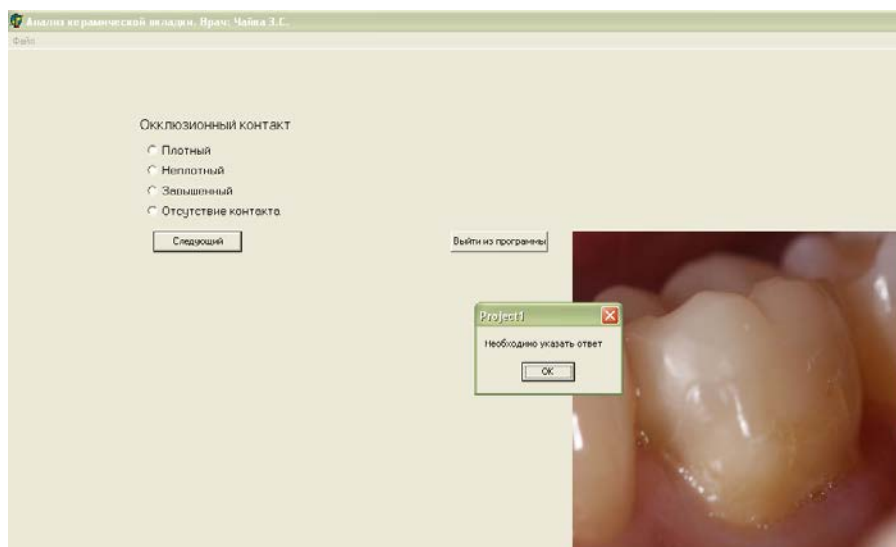 Анализ керамической вкладки. Врач: Чайка З.С.
Файл
Окклюзионный контакт
Плотный
Неплотный
Завышенный
Отсутствие контакта
Следующий
Выйти из программы
Project1
Необходимо указать ответ
OK